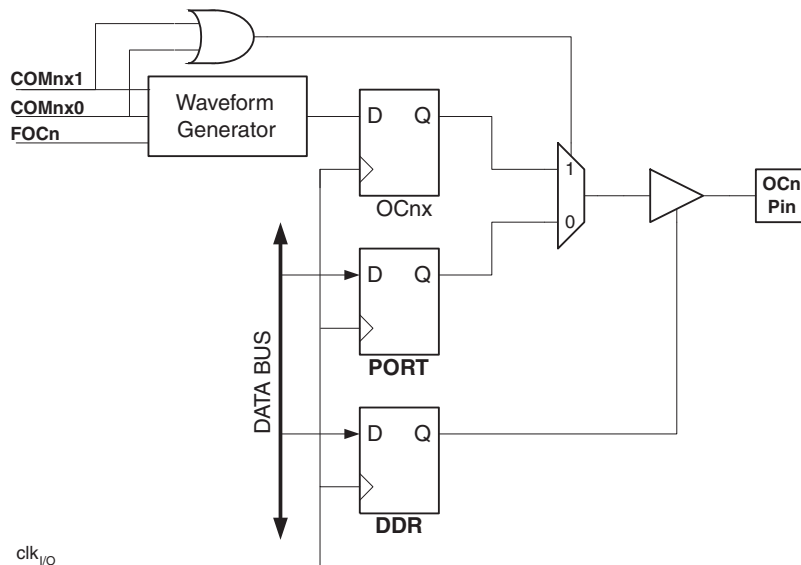 COMnx1
COMnx0
FOCn
Waveform
Generator
D Q
OCnx
1
0
OCn
Pin
DATA BUS
D Q
PORT
D Q
DDR
clkI/O